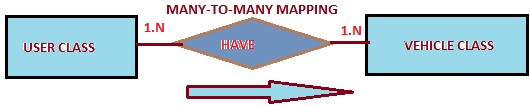 MANY-TO-MANY MAPPING
1.N
1.N
USER CLASS
HAVE
VEHICLE CLASS